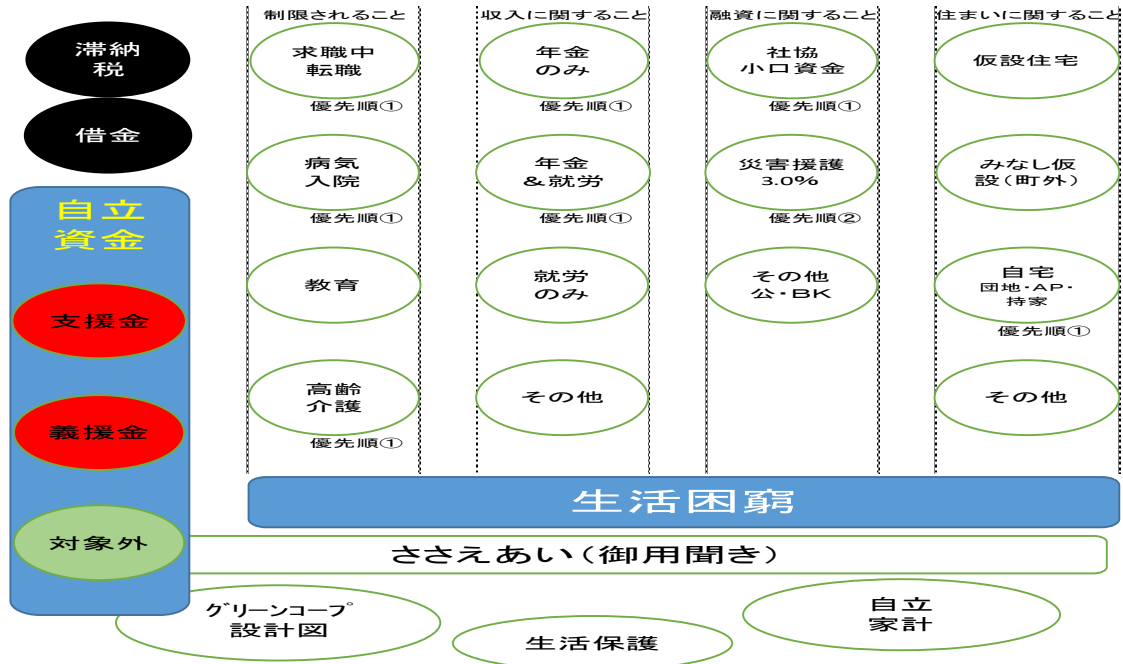 滞納
税
借金
自立
資金
支援金
義援金
対象外
制限されること
求職中
転職
優先順①
病気
入院
優先順①
教育
高齢
介護
優先順①
収入に関すること
年金
のみ
優先順①
年金
&就労
優先順①
就労
のみ
その他
融資に関すること
社協
小口資金
優先順①
災害援護
3.0%
優先順②
その他
公・BK
住まいに関すること
仮設住宅
みなし仮
設(町外)
自宅
団地・AP・
持家
優先順①
その他
生活困窮
ささえあい(御用聞き)
グリーンコープ
設計図
生活保護
自立
家計